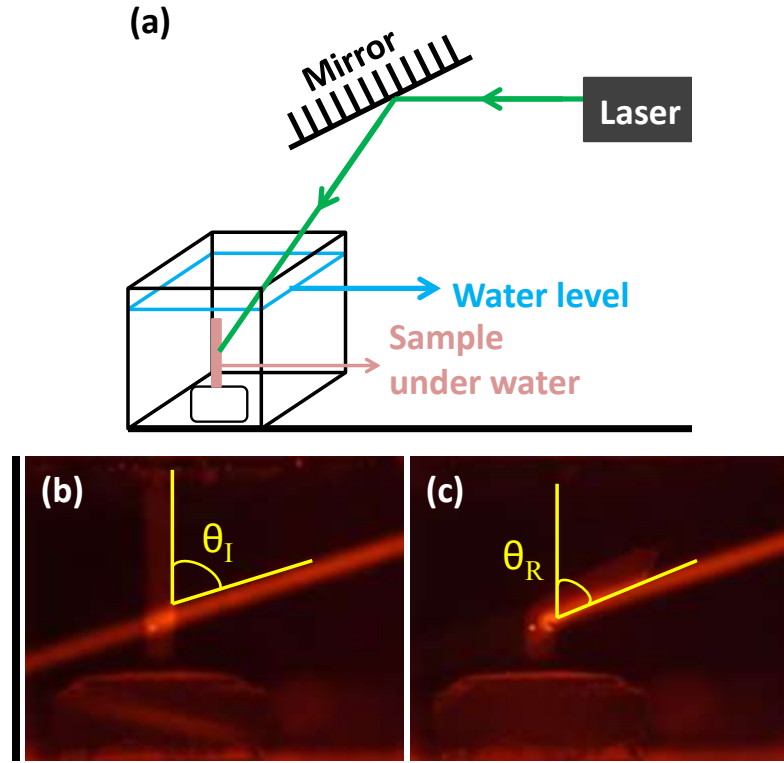 (a)
Mirror
Laser
Water level
Sample
under water
(b)
θI
(c)
θR